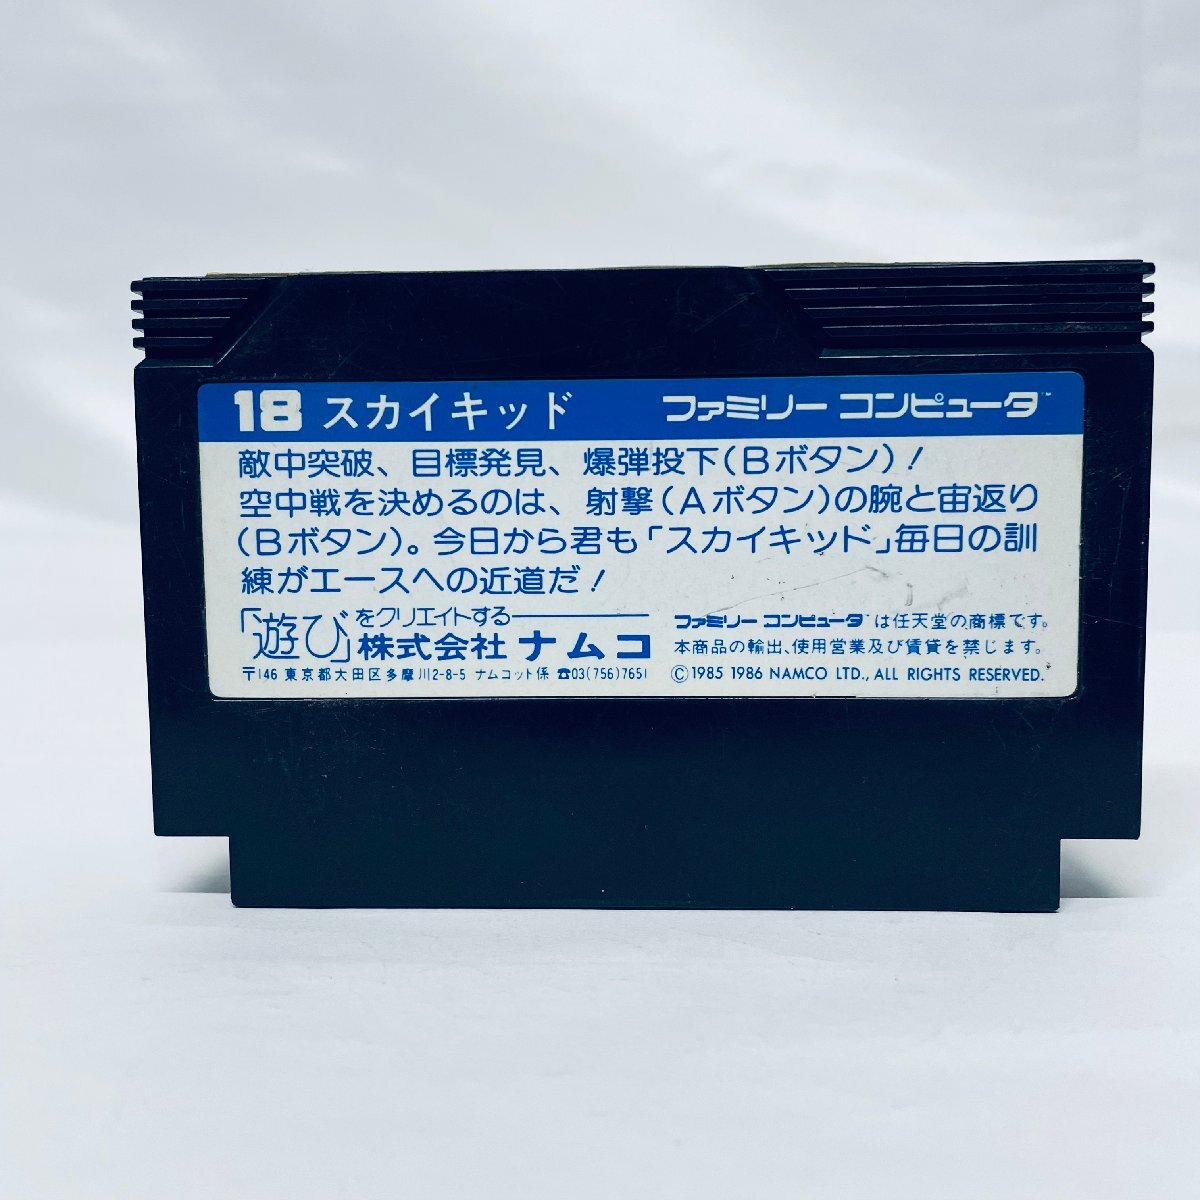 18 スカイキッド ファミリー コンピュータ™
敵中突破、目標発見、爆弾投下(Bボタン)!
空中戦を決めるのは、射撃(Aボタン)の腕と宙返り
(Bボタン)。今日から君も「スカイキッド」毎日の訓
練がエースへの近道だ!
「遊び」をクリエイトする
株式会社 ナムコ
〒146 東京都大田区多摩川2-8-5 ナムコット係 ☎03(756)7651
ファミリー コンピュータ™は任天堂の商標です。
本商品の輸出、使用営業及び賃貸を禁じます。
©1985 1986 NAMCO LTD., ALL RIGHTS RESERVED.